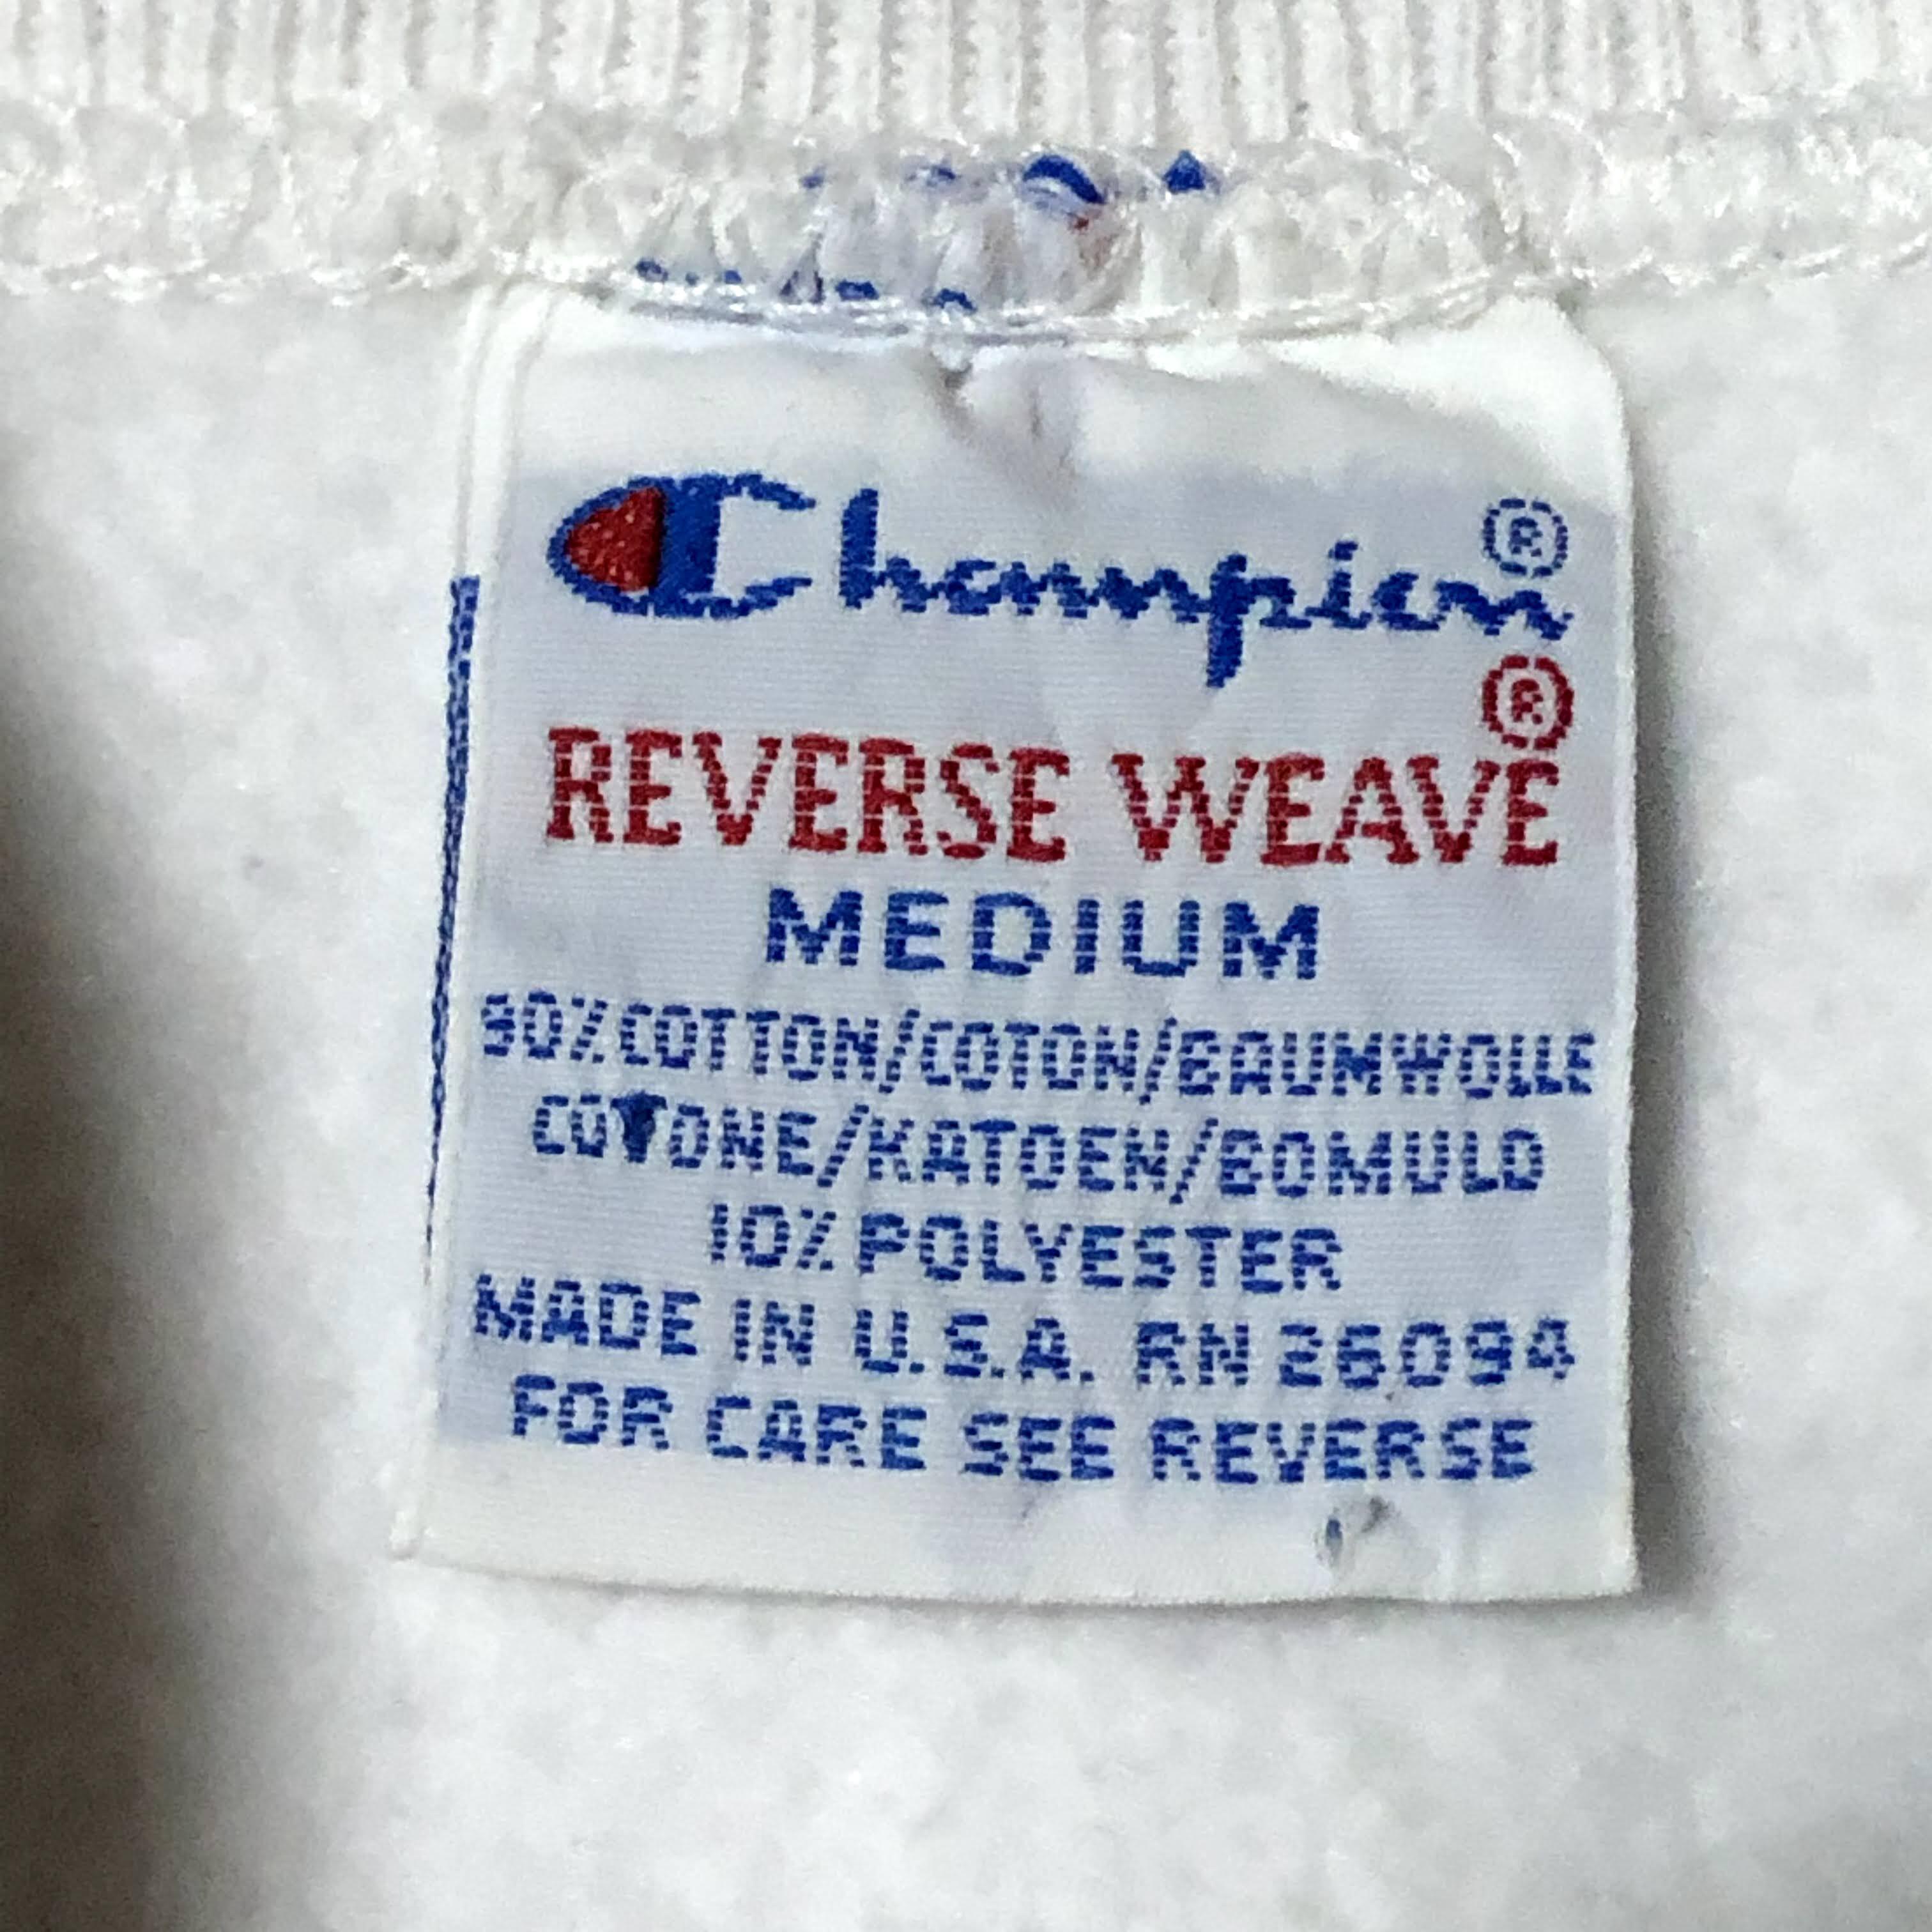 Champion®
®
REVERSE WEAVE
MEDIUM
90% COTTON/COTON/BAUMWOLLE
COTONE/KATOEN/BOMULD
10% POLYESTER
MADE IN U.S.A. RN 26094
FOR CARE SEE REVERSE